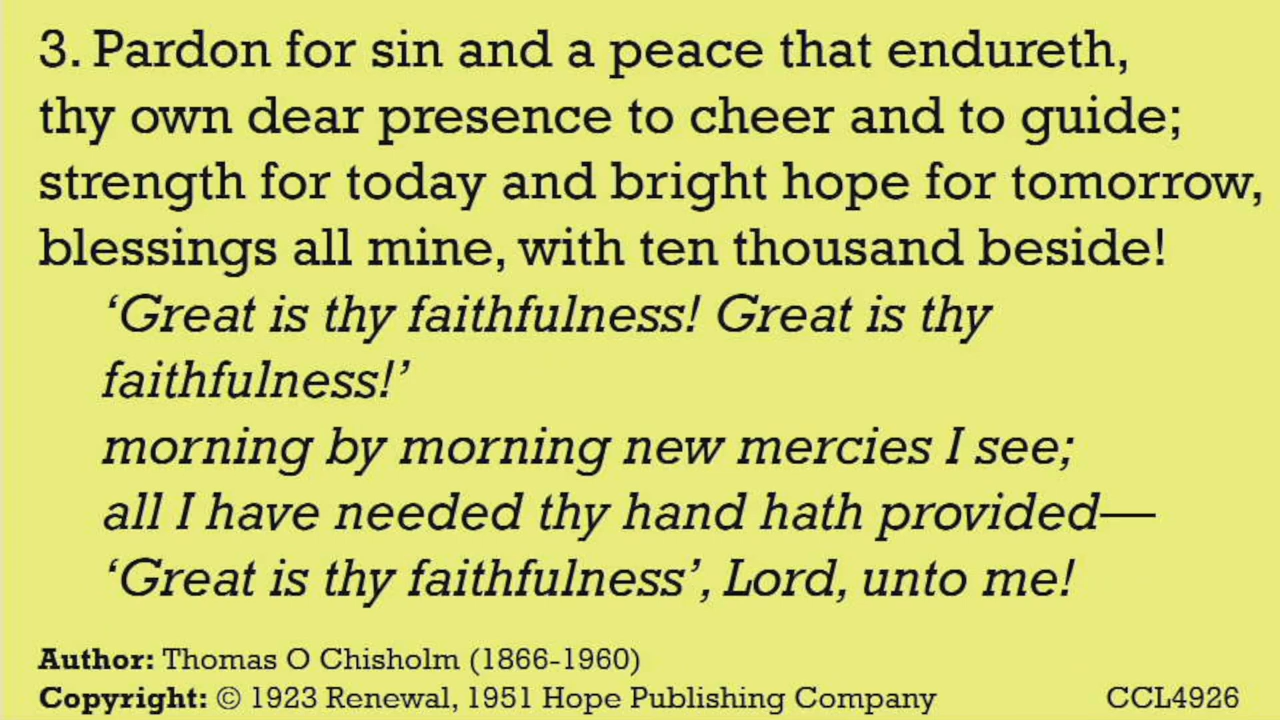 3. Pardon for sin and a peace that endureth,
thy own dear presence to cheer and to guide;
strength for today and bright hope for tomorrow,
blessings all mine, with ten thousand beside!
‘Great is thy faithfulness! Great is thy
faithfulness!’
morning by morning new mercies I see;
all I have needed thy hand hath provided—
‘Great is thy faithfulness’, Lord, unto me!
Author: Thomas O Chisholm (1866-1960)
Copyright: © 1923 Renewal, 1951 Hope Publishing Company CCL4926